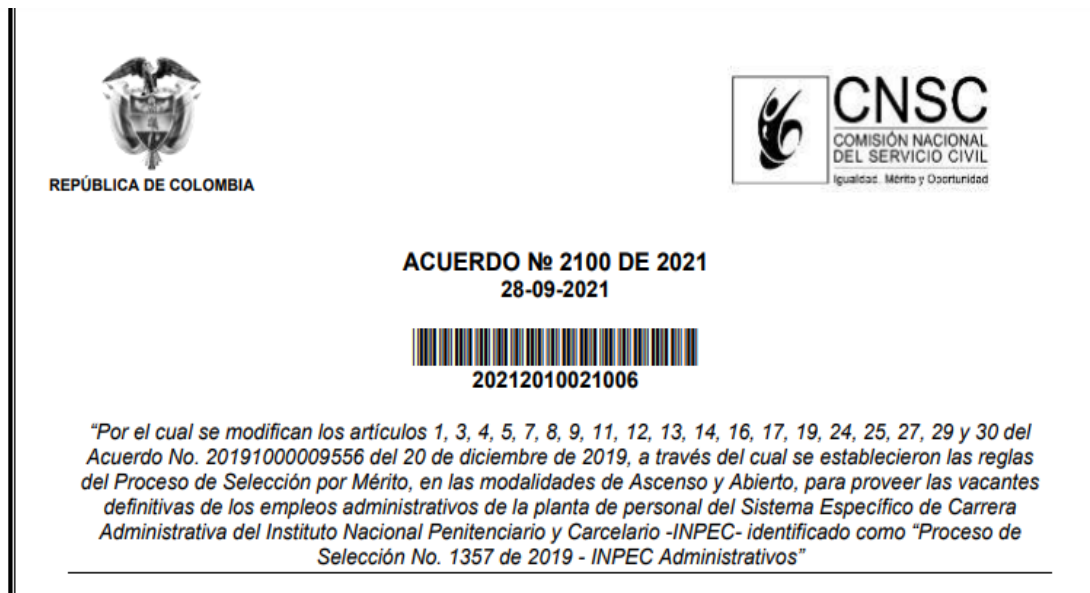 REPÚBLICA DE COLOMBIA
CNSC
COMISIÓN NACIONAL
DEL SERVICIO CIVIL
Igualdad, Mérito y Oportunidad
ACUERDO № 2100 DE 2021
28-09-2021
20212010021006
“Por el cual se modifican los artículos 1, 3, 4, 5, 7, 8, 9, 11, 12, 13, 14, 16, 17, 19, 24, 25, 27, 29 y 30 del
Acuerdo No. 20191000009556 del 20 de diciembre de 2019, a través del cual se establecieron las reglas
del Proceso de Selección por Mérito, en las modalidades de Ascenso y Abierto, para proveer las vacantes
definitivas de los empleos administrativos de la planta de personal del Sistema Específico de Carrera
Administrativa del Instituto Nacional Penitenciario y Carcelario -INPEC- identificado como “Proceso de
Selección No. 1357 de 2019 - INPEC Administrativos”